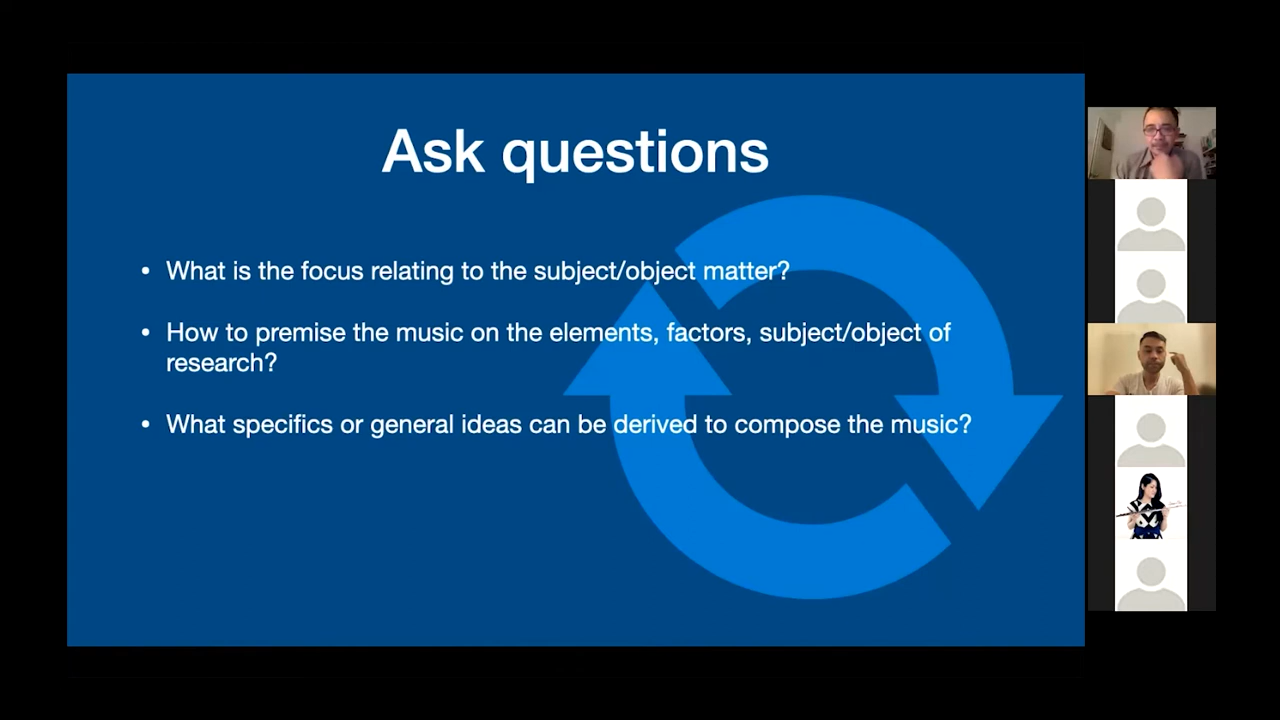 Ask questions
• What is the focus relating to the subject/object matter?
• How to premise the music on the elements, factors, subject/object of
research?
• What specifics or general ideas can be derived to compose the music?